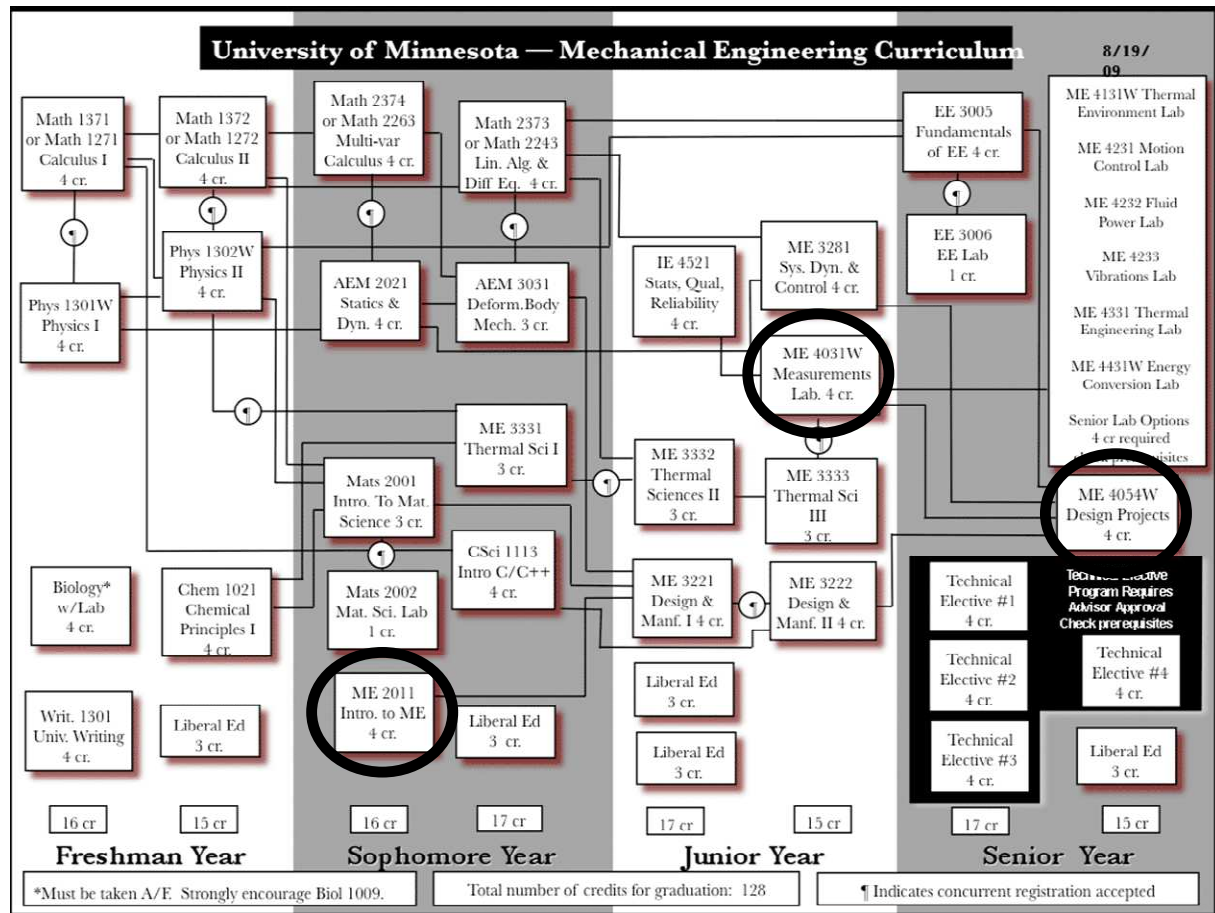 University of Minnesota — Mechanical Engineering Curriculum
8/19/
09
Math 1371
or Math 1271
Calculus I
4 cr.
Math 1372
or Math 1272
Calculus II
4 cr.
Math 2374
or Math 2263
Multi-var
Calculus 4 cr.
Math 2373
or Math 2243
Lin. Alg. &
Diff Eq. 4 cr.
EE 3005
Fundamentals
of EE 4 cr.
ME 4131W Thermal
Environment Lab
ME 4231 Motion
Control Lab
ME 4232 Fluid
Power Lab
ME 4233
Vibrations Lab
ME 4331 Thermal
Engineering Lab
ME 4431W Energy
Conversion Lab
Senior Lab Options
4 cr required
check prerequisites
¶
¶
¶
¶
¶
Phys 1301W
Physics I
4 cr.
Phys 1302W
Physics II
4 cr.
AEM 2021
Statics &
Dyn. 4 cr.
AEM 3031
Deform.Body
Mech. 3 cr.
IE 4521
Stats, Qual,
Reliability
4 cr.
ME 3281
Sys. Dyn. &
Control 4 cr.
EE 3006
EE Lab
1 cr.
ME 4031W
Measurements
Lab. 4 cr.
¶
¶
¶
ME 3331
Thermal Sci I
3 cr.
Mats 2001
Intro. To Mat.
Science 3 cr.
ME 3332
Thermal
Sciences II
3 cr.
ME 3333
Thermal Sci
III
3 cr.
ME 4054W
Design Projects
4 cr.
¶
Biology*
w/Lab
4 cr.
Chem 1021
Chemical
Principles I
4 cr.
Mats 2002
Mat. Sci. Lab
1 cr.
CSci 1113
Intro C/C++
4 cr.
ME 3221
Design &
Manf. I 4 cr.
¶
ME 3222
Design &
Manf. II 4 cr.
Technical
Elective #1
4 cr.
Technical Elective
Program Requires
Advisor Approval
Check prerequisites
Technical
Elective #2
4 cr.
Technical
Elective #4
4 cr.
Writ. 1301
Univ. Writing
4 cr.
Liberal Ed
3 cr.
ME 2011
Intro. to ME
4 cr.
Liberal Ed
3 cr.
Liberal Ed
3 cr.
Liberal Ed
3 cr.
Technical
Elective #3
4 cr.
Liberal Ed
3 cr.
16 cr
15 cr
16 cr
17 cr
17 cr
15 cr
17 cr
15 cr
Freshman Year
Sophomore Year
Junior Year
Senior Year
*Must be taken A/F. Strongly encourage Biol 1009.
Total number of credits for graduation: 128
¶ Indicates concurrent registration accepted